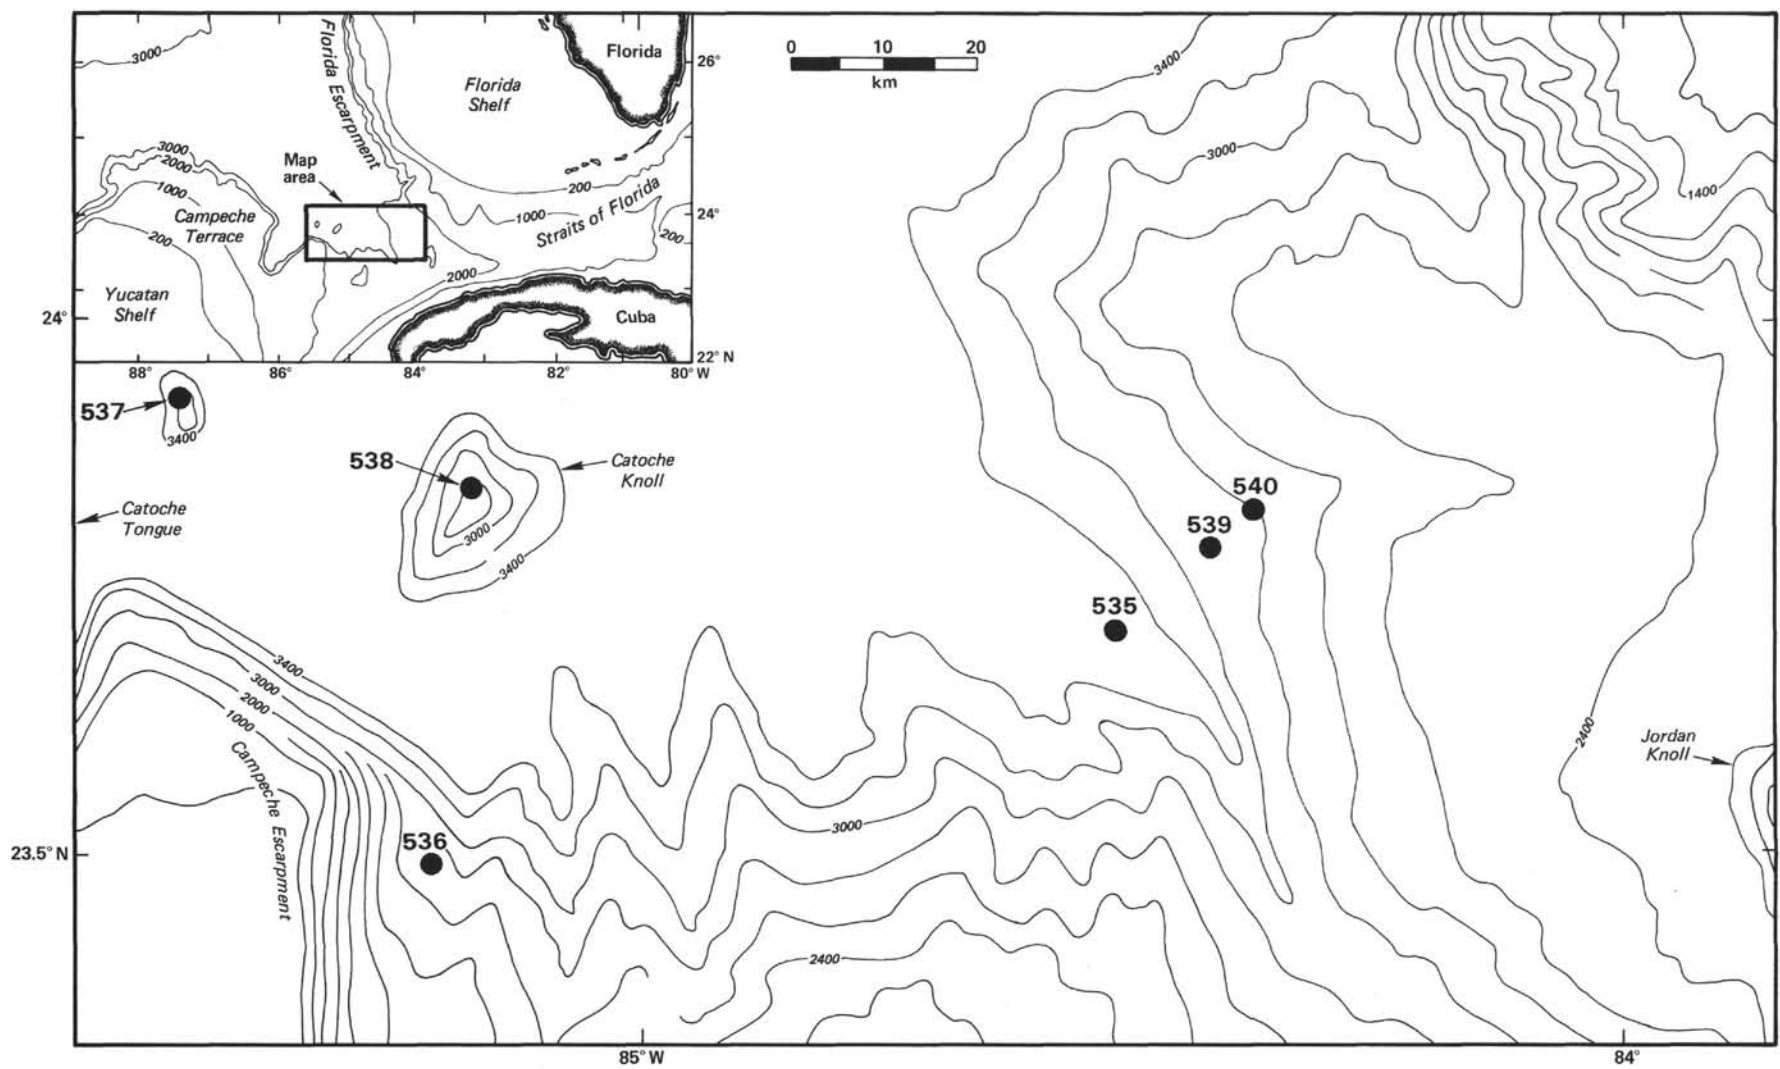 3000
Florida Escarpment
Florida
Shelf
Florida
26°
3000
2000
1000
Map
area
200
1000
Straits of Florida
24°
200
Campeche
Terrace
200
2000
Yucatan
Shelf
Cuba
24°
22° N
88°
86°
84°
82°
80° W
0 10 20
km
3400
3000
1400
537
3400
538
Catoche
Knoll
3000
3400
Catoche
Tongue
540
539
535
3400
3000
2000
1000
Campeche Escarpment
2400
Jordan
Knoll
3000
536
23.5° N
2400
85° W
84°